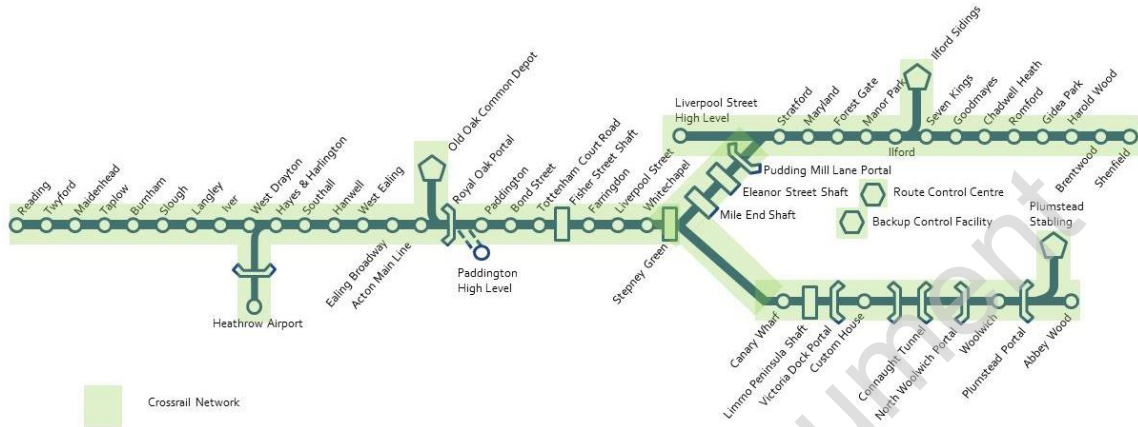 Reading
Twyford
Maidenhead
Taplow
Burnham
Slough
Langley
Iver
West Drayton
Hayes & Harlington
Southall
Hanwell
West Ealing
Ealing Broadway
Acton Main Line
Old Oak Common Depot
Royal Oak Portal
Paddington
Bond Street
Tottenham Court Road
Fisher Street Shaft
Farringdon
Liverpool Street
Whitechapel
Stepney Green
Heathrow Airport
Paddington
High Level
Liverpool Street
High Level
Stratford
Maryland
Forest Gate
Manor Park
Ilford
Ilford Sidings
Seven Kings
Goodmayes
Chadwell Heath
Romford
Gidea Park
Harold Wood
Brentwood
Shenfield
Pudding Mill Lane Portal
Eleanor Street Shaft
Mile End Shaft
Route Control Centre
Backup Control Facility
Plumstead
Stabling
Canary Wharf
Limmo Peninsula Shaft
Victoria Dock Portal
Custom House
Connaught Tunnel
North Woolwich Portal
Woolwich
Plumstead Portal
Abbey Wood
Crossrail Network
ument